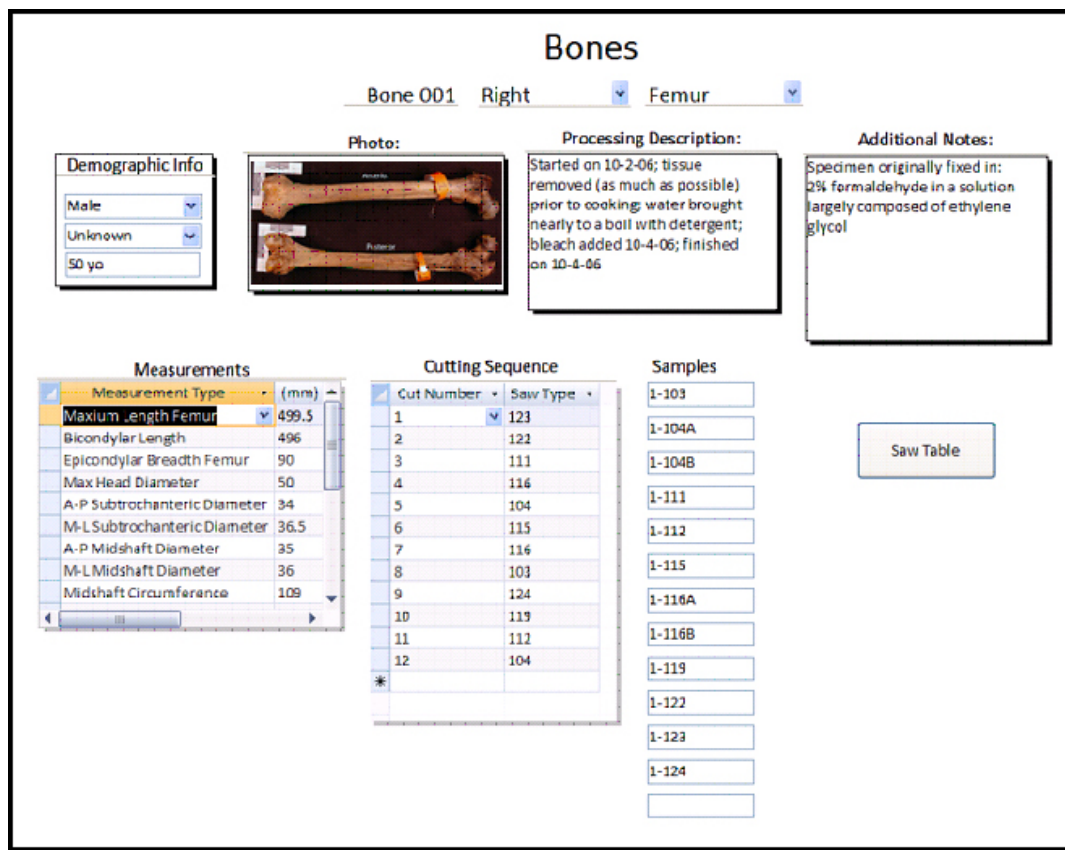 Bones
Bone 001 Right Femur
Demographic Info
Male
Unknown
50 yo
Photo:
Posterior
Processing Description:
Started on 10-2-06; tissue
removed (as much as possible)
prior to cooking; water brought
nearly to a boil with detergent;
bleach added 10-4-06; finished
on 10-4-06
Additional Notes:
Specimen originally fixed in:
2% formaldehyde in a solution
largely composed of ethylene
glycol
Measurements
Measurement Type (mm)
Maxium Length Femur 499.5
Bicondylar Length 496
Epicondylar Breadth Femur 90
Max Head Diameter 50
A-P Subtrochanteric Diameter 34
M-L Subtrochanteric Diameter 36.5
A-P Midshaft Diameter 35
M-L Midshaft Diameter 36
Midshaft Circumference 109
Cutting Sequence
Cut Number Saw Type
1 123
2 122
3 111
4 116
5 104
6 115
7 116
8 103
9 124
10 119
11 112
12 104
Samples
1-103
1-104A
1-104B
1-111
1-112
1-115
1-116A
1-116B
1-119
1-122
1-123
1-124
Saw Table